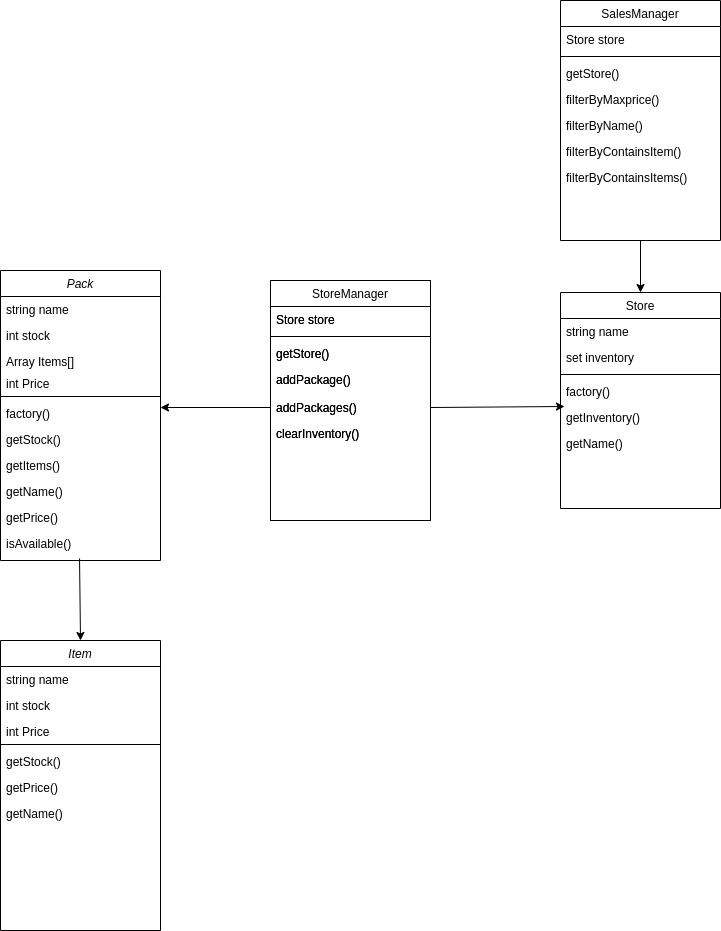 SalesManager
Store store
getStore()
filterByMaxprice()
filterByName()
filterByContainsItem()
filterByContainsItems()
Pack
string name
int stock
Array Items[]
int Price
factory()
getStock()
getItems()
getName()
getPrice()
isAvailable()
StoreManager
Store store
getStore()
addPackage()
addPackages()
clearInventory()
Store
string name
set inventory
factory()
getInventory()
getName()
Item
string name
int stock
int Price
getStock()
getPrice()
getName()